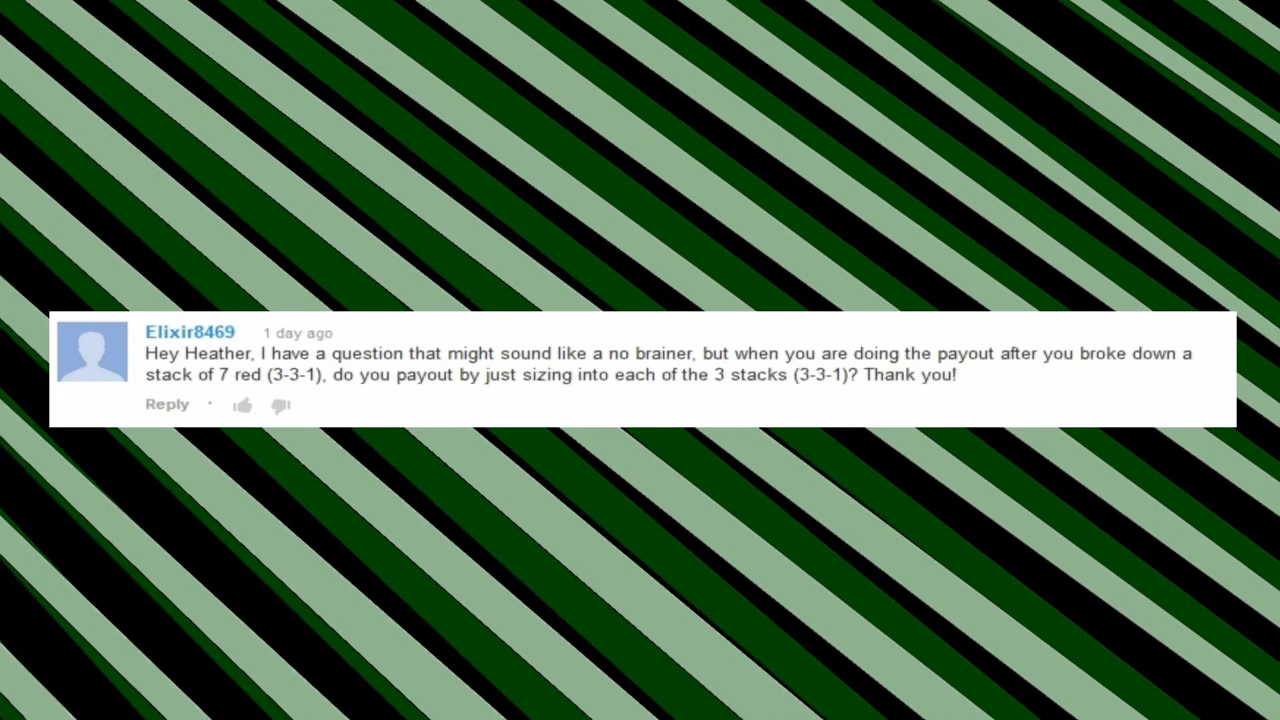 Elixir8469 1 day ago
Hey Heather, I have a question that might sound like a no brainer, but when you are doing the payout after you broke down a
stack of 7 red (3-3-1), do you payout by just sizing into each of the 3 stacks (3-3-1)? Thank you!
Reply ·